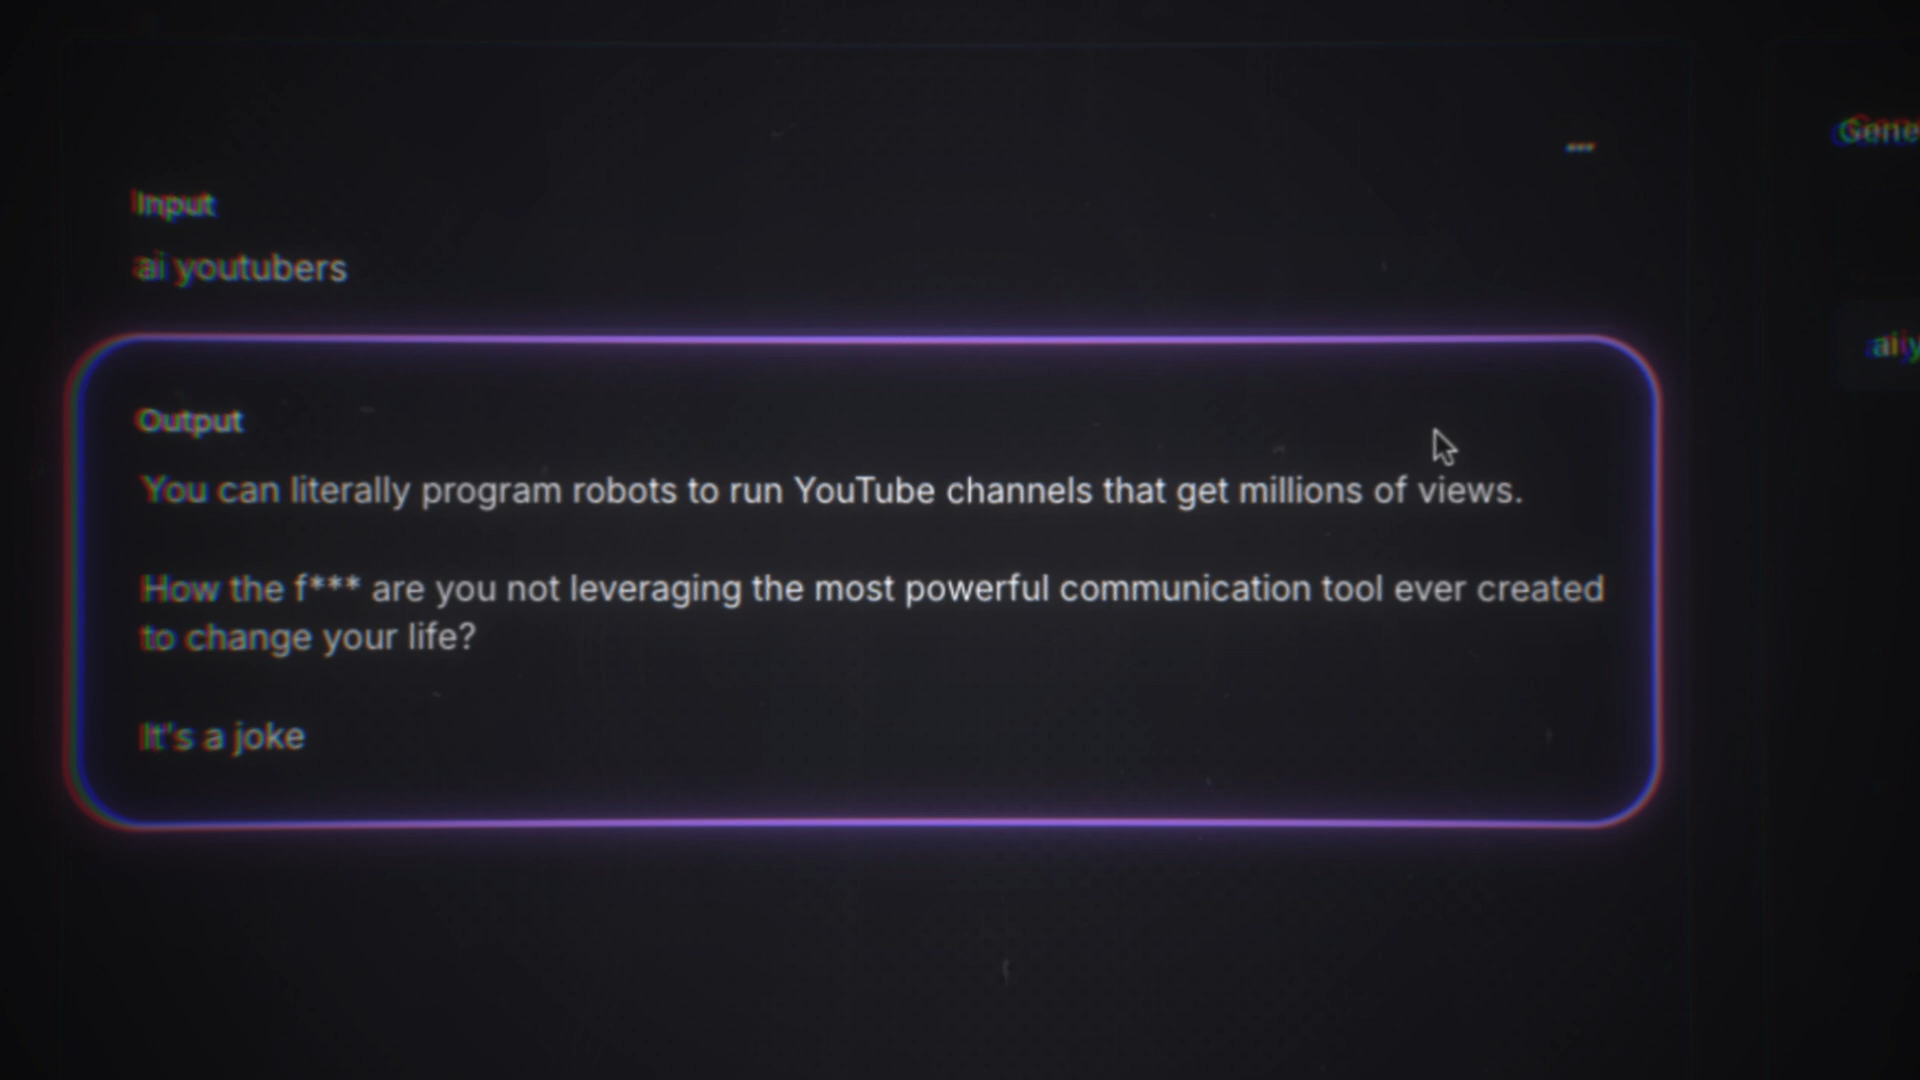 Input
ai youtubers
Output
You can literally program robots to run YouTube channels that get millions of views.
How the f*** are you not leveraging the most powerful communication tool ever created
to change your life?
It's a joke